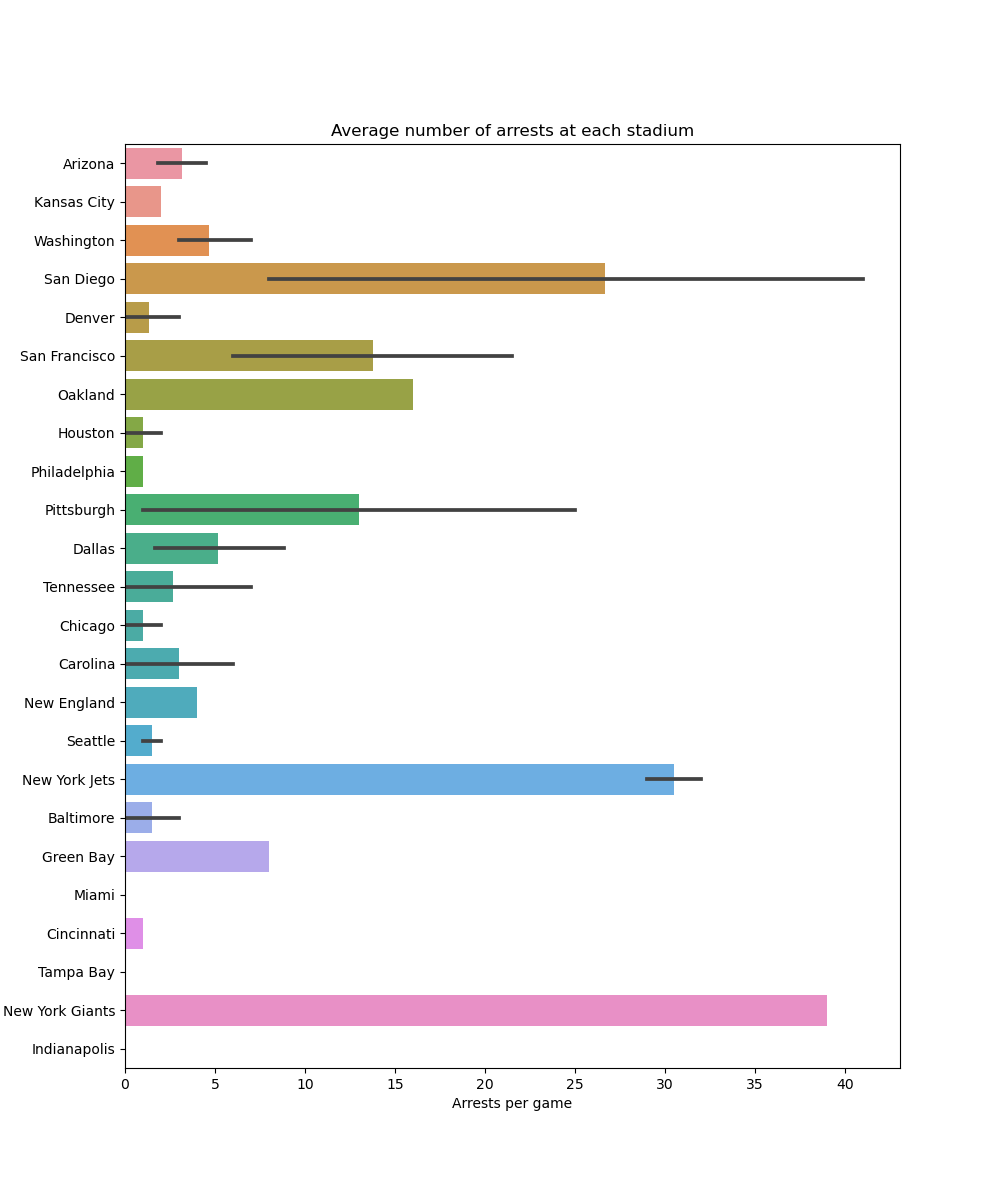 Average number of arrests at each stadium
Arizona
Kansas City
Washington
San Diego
Denver
San Francisco
Oakland
Houston
Philadelphia
Pittsburgh
Dallas
Tennessee
Chicago
Carolina
New England
Seattle
New York Jets
Baltimore
Green Bay
Miami
Cincinnati
Tampa Bay
New York Giants
Indianapolis
0 5 10 15 20 25 30 35 40
Arrests per game